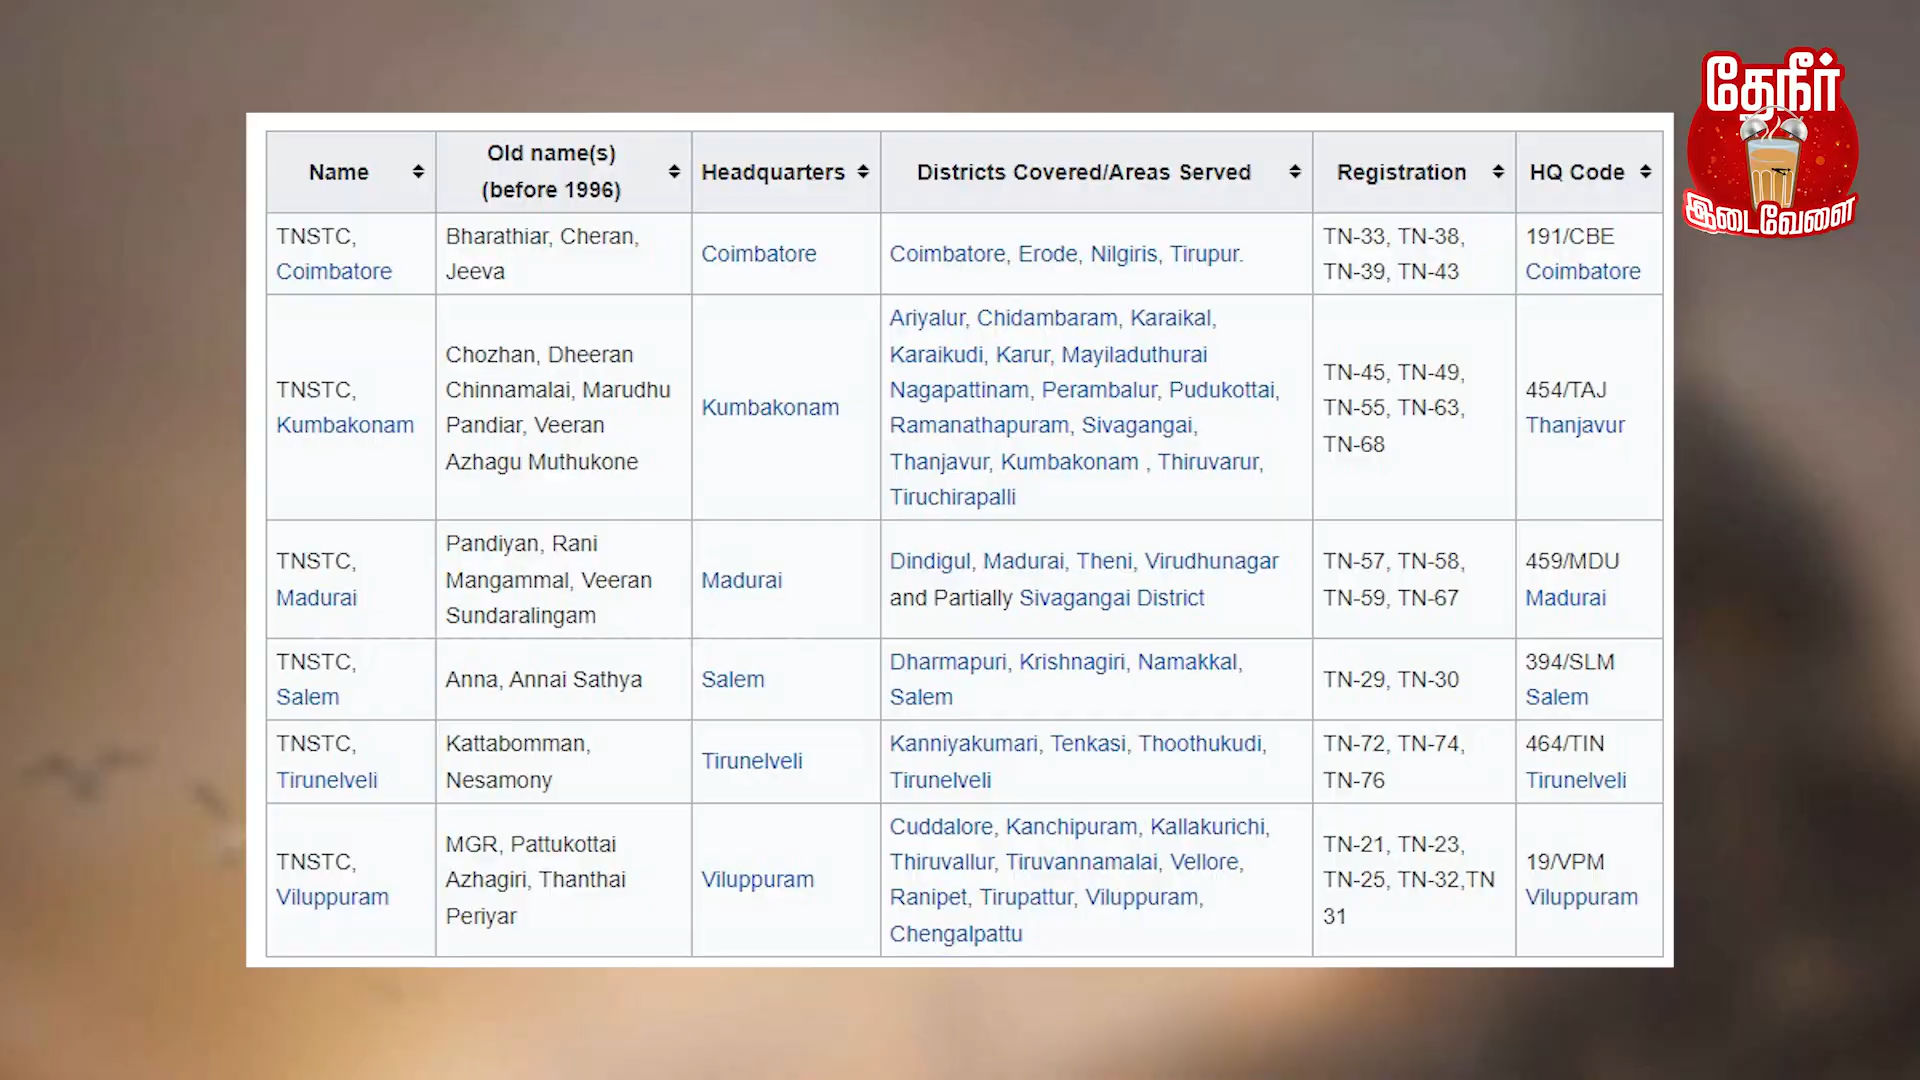 தேநீர்
இடைவேளை
Name
Old name(s)
(before 1996)
Headquarters
Districts Covered/Areas Served
Registration
HQ Code
TNSTC,
Coimbatore
Bharathiar, Cheran,
Jeeva
Coimbatore
Coimbatore, Erode, Nilgiris, Tirupur.
TN-33, TN-38,
TN-39, TN-43
191/CBE
Coimbatore
TNSTC,
Kumbakonam
Chozhan, Dheeran
Chinnamalai, Marudhu
Pandiar, Veeran
Azhagu Muthukone
Kumbakonam
Ariyalur, Chidambaram, Karaikal,
Karaikudi, Karur, Mayiladuthurai
Nagapattinam, Perambalur, Pudukottai,
Ramanathapuram, Sivagangai,
Thanjavur, Kumbakonam , Thiruvarur,
Tiruchirapalli
TN-45, TN-49,
TN-55, TN-63,
TN-68
454/TAJ
Thanjavur
TNSTC,
Madurai
Pandiyan, Rani
Mangammal, Veeran
Sundaralingam
Madurai
Dindigul, Madurai, Theni, Virudhunagar
and Partially Sivagangai District
TN-57, TN-58,
TN-59, TN-67
459/MDU
Madurai
TNSTC,
Salem
Anna, Annai Sathya
Salem
Dharmapuri, Krishnagiri, Namakkal,
Salem
TN-29, TN-30
394/SLM
Salem
TNSTC,
Tirunelveli
Kattabomman,
Nesamony
Tirunelveli
Kanniyakumari, Tenkasi, Thoothukudi,
Tirunelveli
TN-72, TN-74,
TN-76
464/TIN
Tirunelveli
TNSTC,
Viluppuram
MGR, Pattukottai
Azhagiri, Thanthai
Periyar
Viluppuram
Cuddalore, Kanchipuram, Kallakurichi,
Thiruvallur, Tiruvannamalai, Vellore,
Ranipet, Tirupattur, Viluppuram,
Chengalpattu
TN-21, TN-23,
TN-25, TN-32,TN
31
19/VPM
Viluppuram